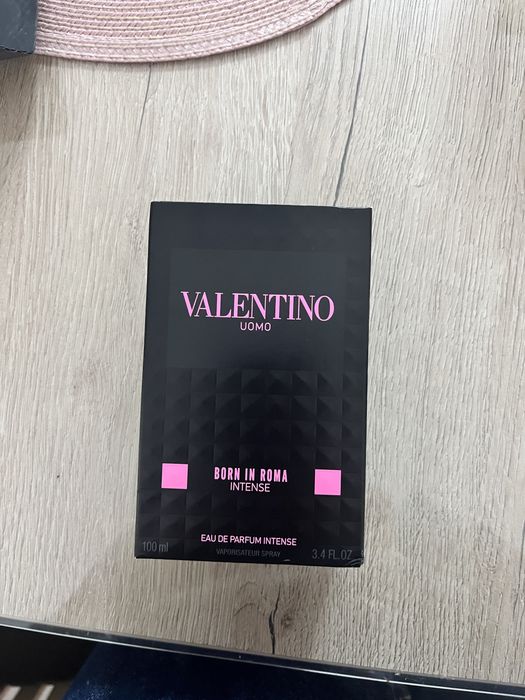 VALENTINO
UOMO
BORN IN ROMA
INTENSE
EAU DE PARFUM INTENSE
100 ml VAPORISATEUR SPRAY 3.4 FL.OZ